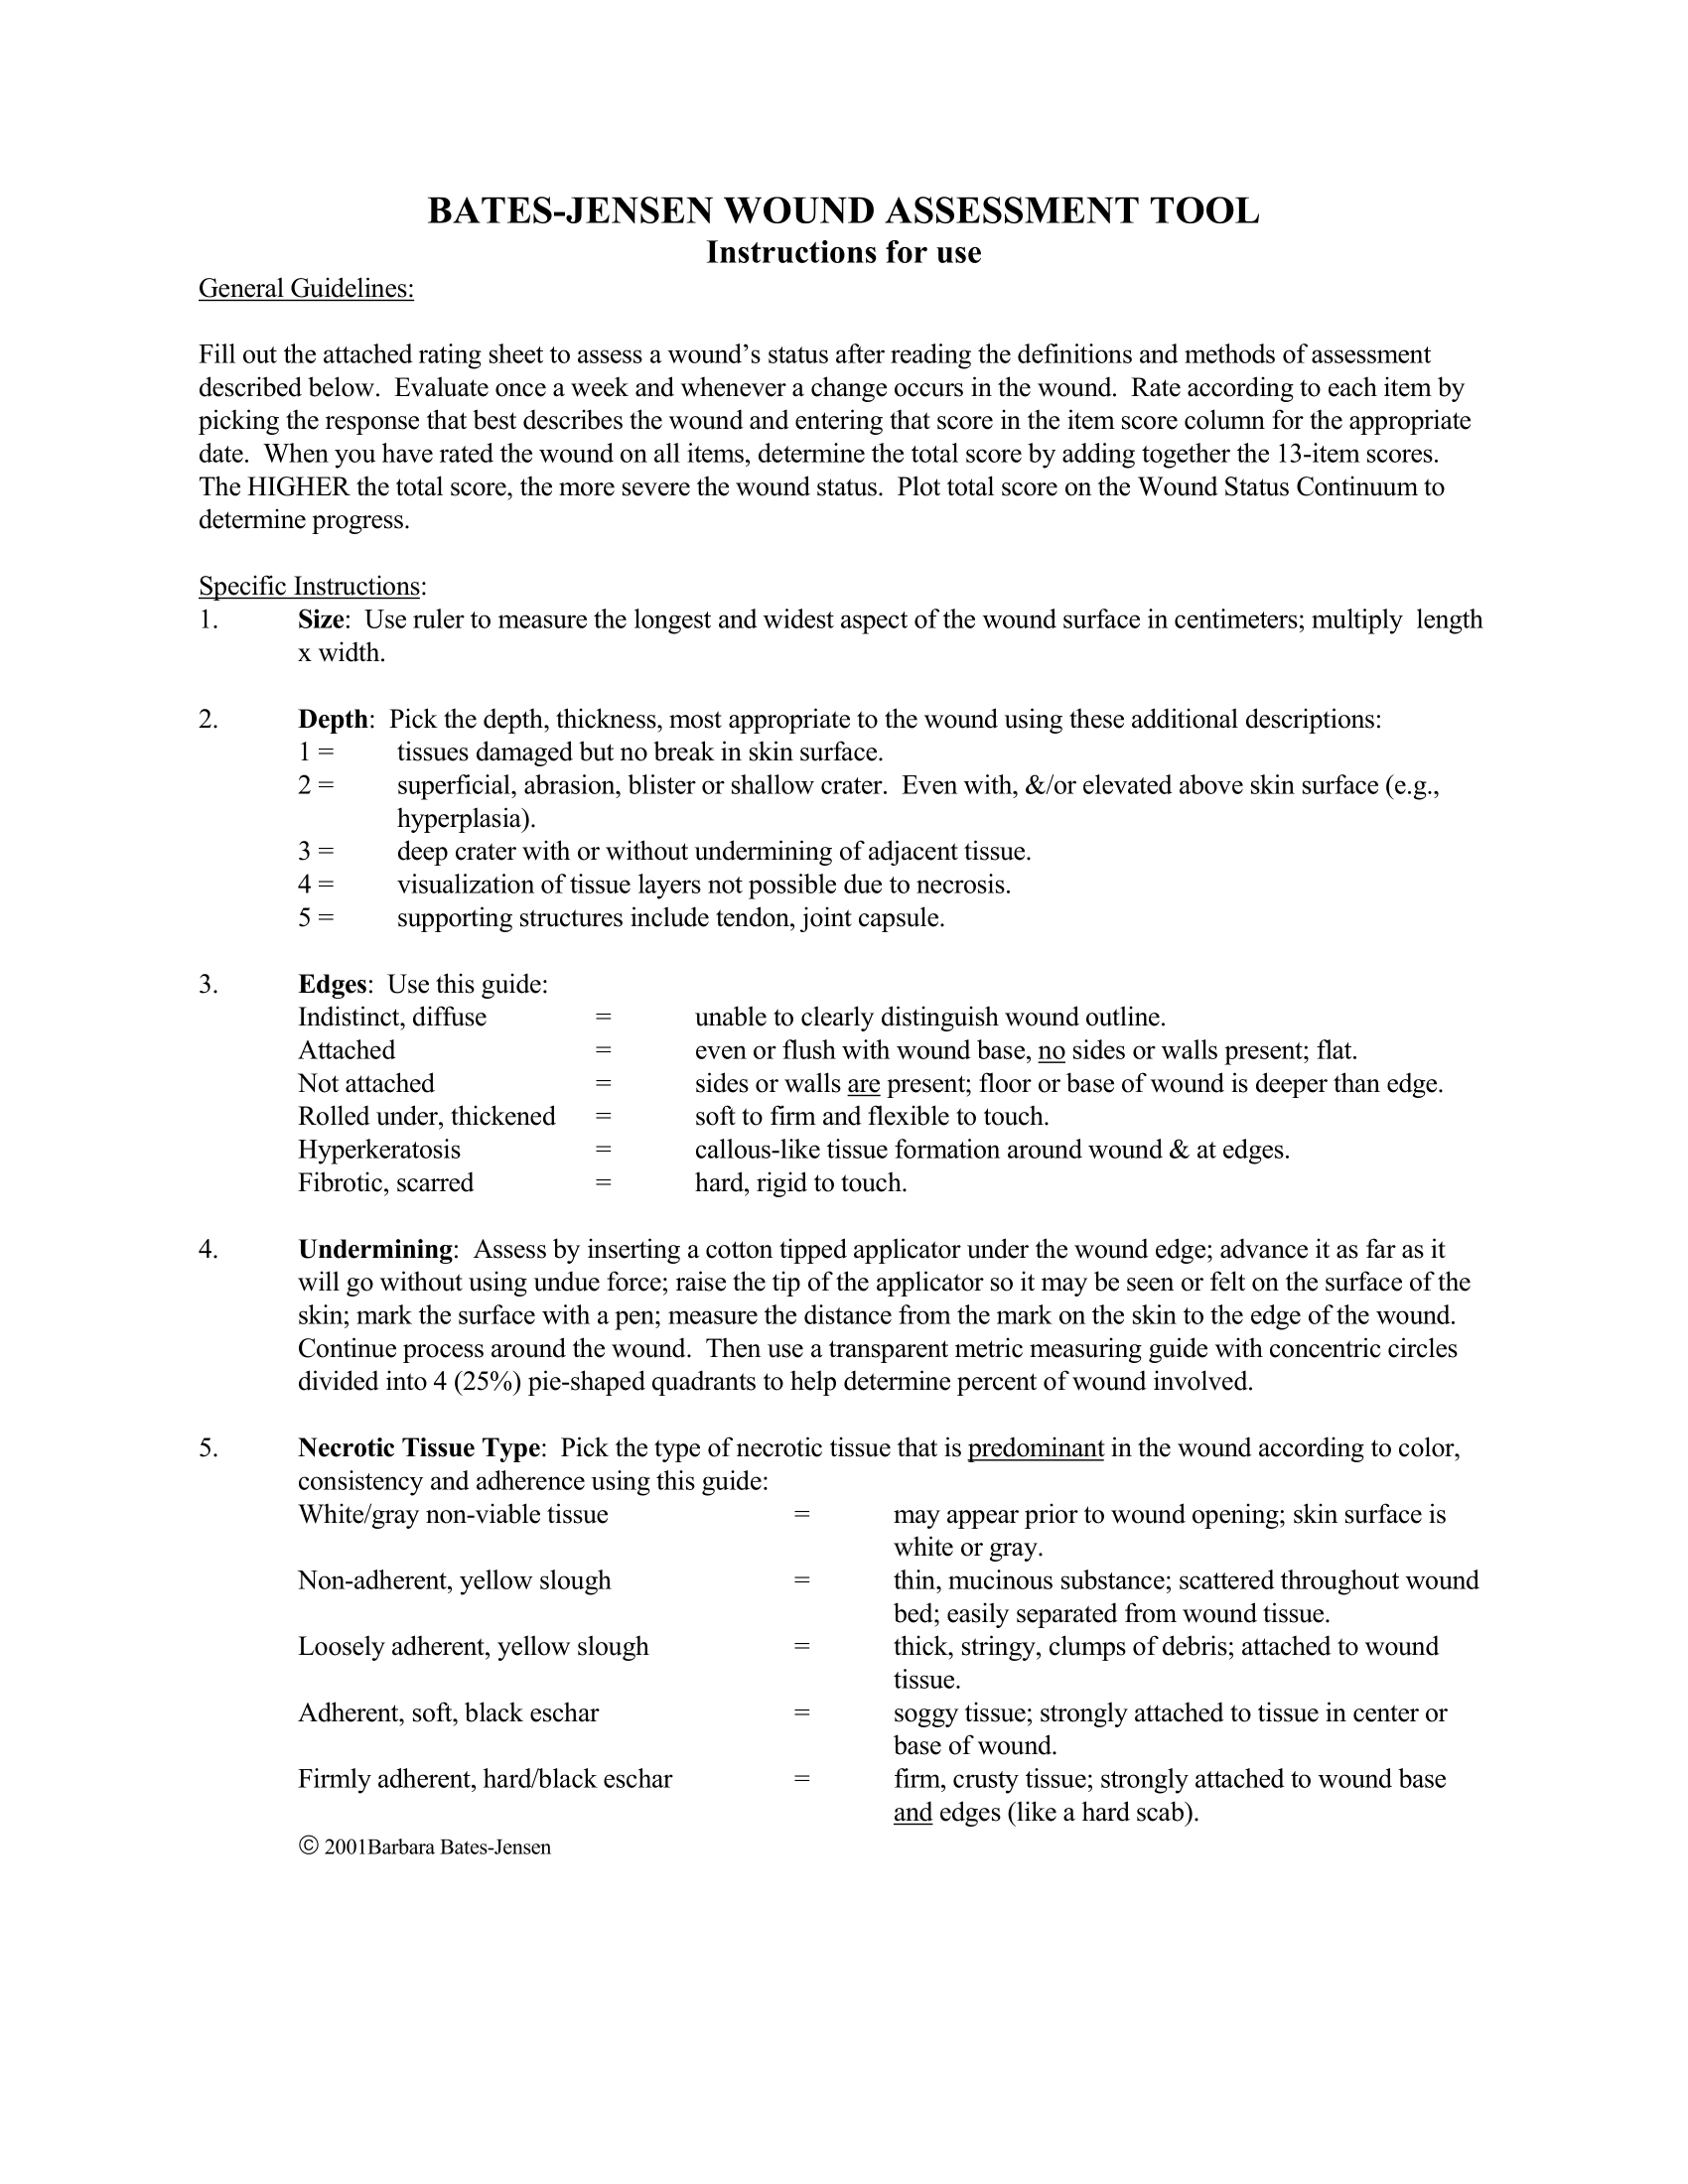 BATES-JENSEN WOUND ASSESSMENT TOOL
Instructions for use
General Guidelines:
Fill out the attached rating sheet to assess a wound’s status after reading the definitions and methods of assessment
described below.  Evaluate once a week and whenever a change occurs in the wound.  Rate according to each item by
picking the response that best describes the wound and entering that score in the item score column for the appropriate
date.  When you have rated the wound on all items, determine the total score by adding together the 13-item scores.
The HIGHER the total score, the more severe the wound status.  Plot total score on the Wound Status Continuum to
determine progress.
Specific Instructions:
1. Size:  Use ruler to measure the longest and widest aspect of the wound surface in centimeters; multiply  length
x width.
2. Depth:  Pick the depth, thickness, most appropriate to the wound using these additional descriptions:
1 = tissues damaged but no break in skin surface.
2 = superficial, abrasion, blister or shallow crater.  Even with, &/or elevated above skin surface (e.g.,
hyperplasia).
3 = deep crater with or without undermining of adjacent tissue.
4 = visualization of tissue layers not possible due to necrosis.
5 = supporting structures include tendon, joint capsule.
3. Edges:  Use this guide:
Indistinct, diffuse = unable to clearly distinguish wound outline.
Attached = even or flush with wound base, no sides or walls present; flat.
Not attached = sides or walls are present; floor or base of wound is deeper than edge.
Rolled under, thickened = soft to firm and flexible to touch.
Hyperkeratosis = callous-like tissue formation around wound & at edges.
Fibrotic, scarred = hard, rigid to touch.
4. Undermining:  Assess by inserting a cotton tipped applicator under the wound edge; advance it as far as it
will go without using undue force; raise the tip of the applicator so it may be seen or felt on the surface of the
skin; mark the surface with a pen; measure the distance from the mark on the skin to the edge of the wound.
Continue process around the wound.  Then use a transparent metric measuring guide with concentric circles
divided into 4 (25%) pie-shaped quadrants to help determine percent of wound involved.
5. Necrotic Tissue Type:  Pick the type of necrotic tissue that is predominant in the wound according to color,
consistency and adherence using this guide:
White/gray non-viable tissue = may appear prior to wound opening; skin surface is
white or gray.
Non-adherent, yellow slough = thin, mucinous substance; scattered throughout wound
bed; easily separated from wound tissue.
Loosely adherent, yellow slough = thick, stringy, clumps of debris; attached to wound
tissue.
Adherent, soft, black eschar = soggy tissue; strongly attached to tissue in center or
base of wound.
Firmly adherent, hard/black eschar = firm, crusty tissue; strongly attached to wound base
and edges (like a hard scab).
© 2001Barbara Bates-Jensen